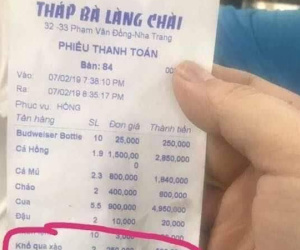 THÁP BÀ LÀNG CHÀI
32 -33 Phạm Văn Đồng-Nha Trang
PHIẾU THANH TOÁN
Bàn: 84
Vào: 07/02/19 7:38:10 PM
Ra: 07/02/19 8:35:17 PM
Phục vụ: HỒNG
Tên hàng SL Đơn giá Thành tiền
Budweiser Bottle 10 25,000 250,000
Cá Hồng 1.9 1,500,00 2,850,000
0
Cá Mú 2.3 800,000 1,840,000
Cháo 2 400,000 800,000
Cua 5.5 900,000 4,950,000
Đậu 2 10,000 20,000
Khổ qua xào